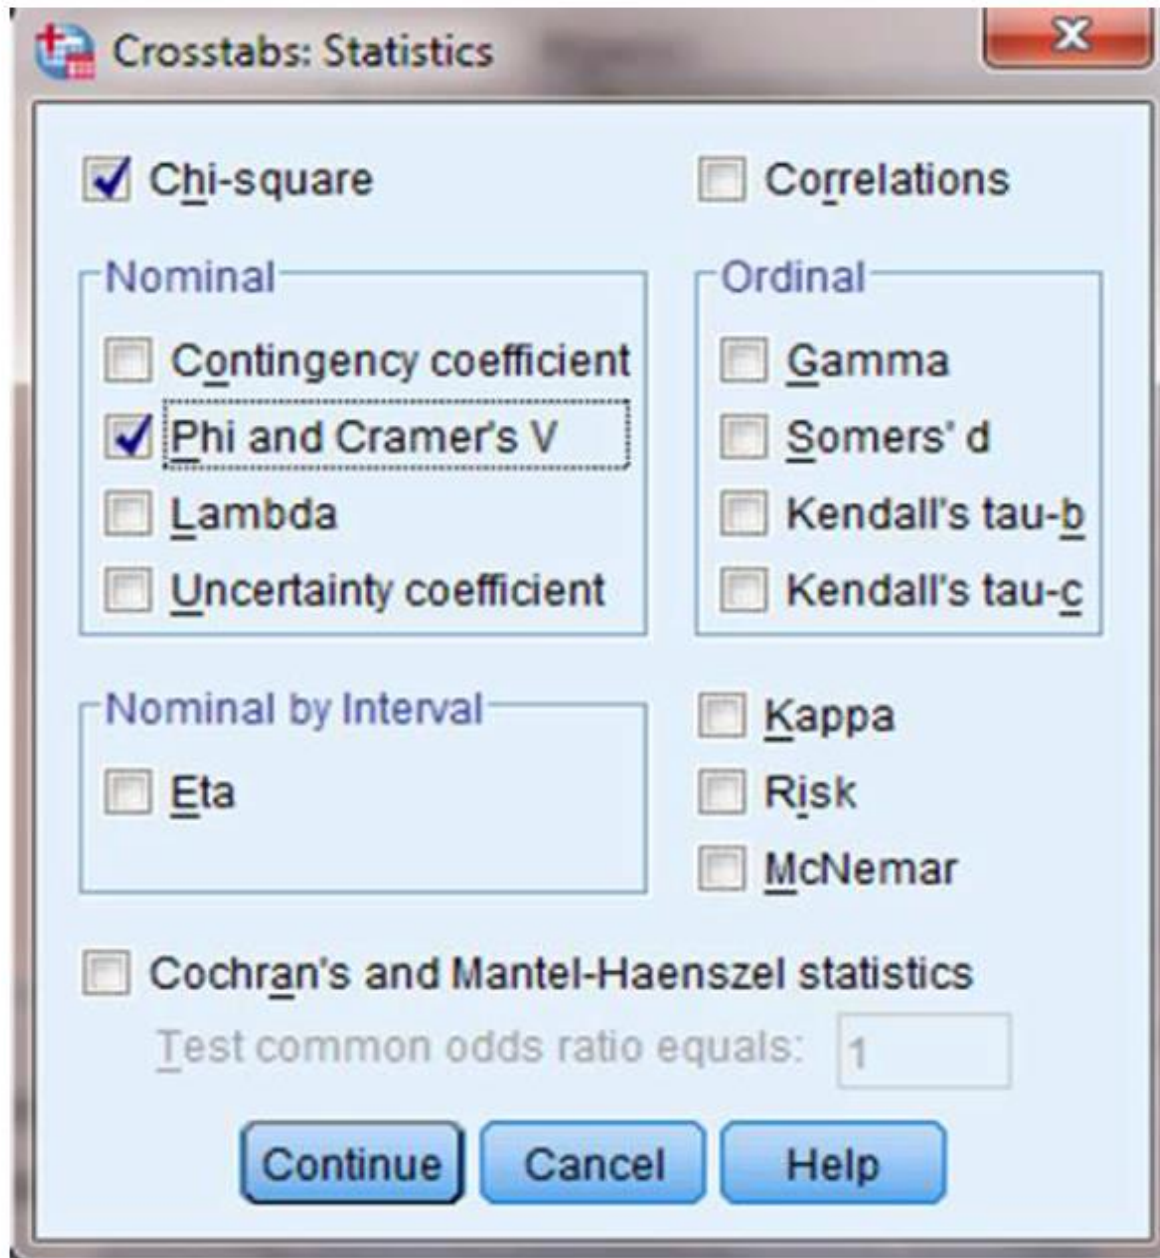 Crosstabs: Statistics
Chi-square
Correlations
Nominal
Contingency coefficient
Phi and Cramer's V
Lambda
Uncertainty coefficient
Ordinal
Gamma
Somers' d
Kendall's tau-b
Kendall's tau-c
Nominal by Interval
Eta
Kappa
Risk
McNemar
Cochran's and Mantel-Haenszel statistics
Test common odds ratio equals: 1
Continue Cancel Help